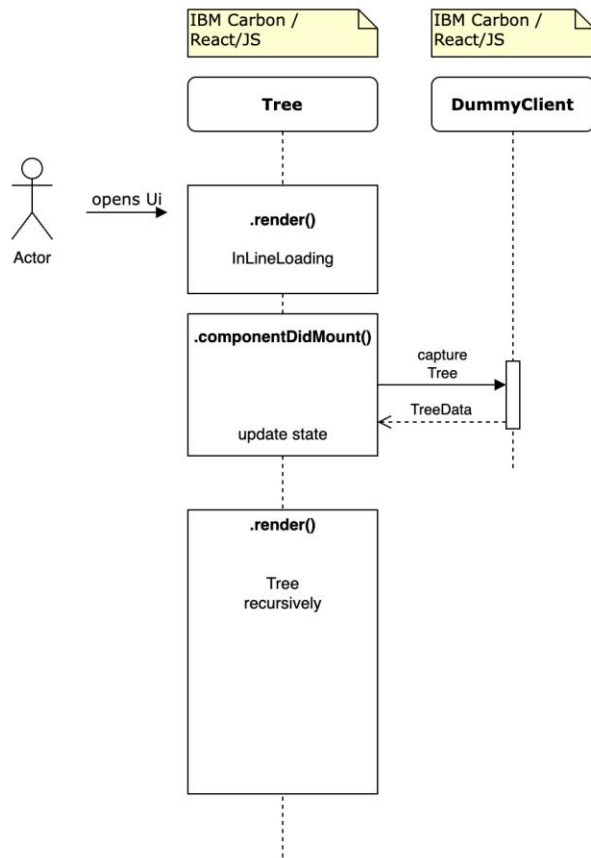 IBM Carbon /
React/JS
IBM Carbon /
React/JS
Tree
DummyClient
opens Ui
Actor
.render()
InLineLoading
.componentDidMount()
capture
Tree
TreeData
update state
.render()
Tree
recursively